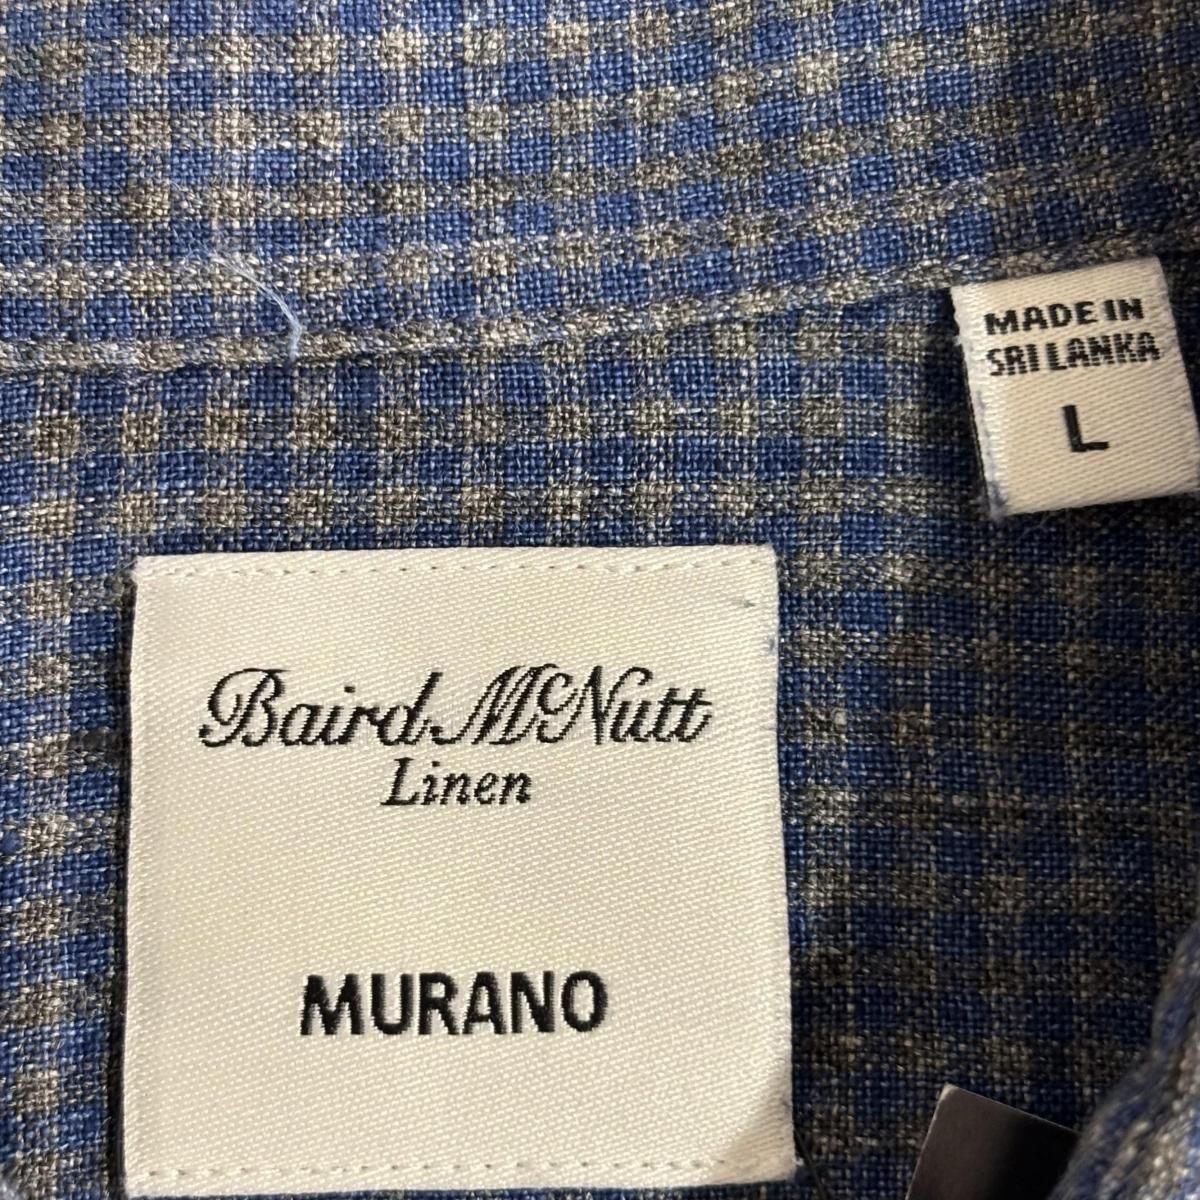 MADE IN
SRI LANKA
L
Baird McNutt
Linen
MURANO